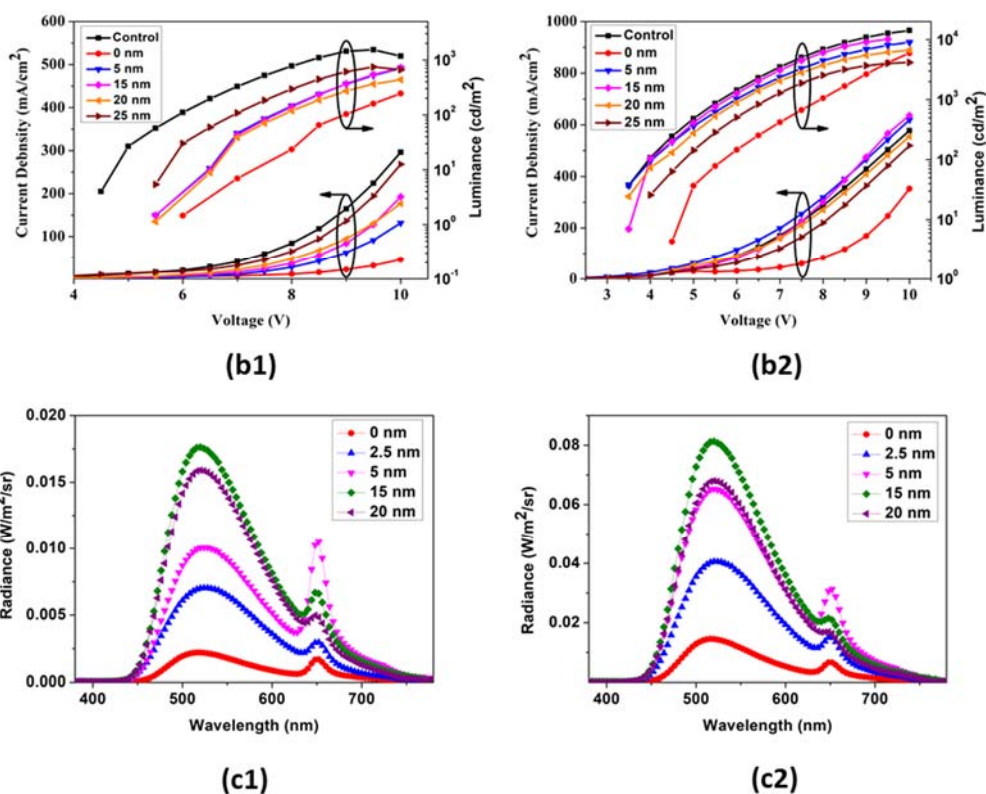 600
500
400
300
200
100
Current Debnsity (mA/cm²)
Control
0 nm
5 nm
15 nm
20 nm
25 nm
10³
10²
10¹
10⁰
10⁻¹
Luminance (cd/m²)
4 6 8 10
Voltage (V)
(b1)
1000
800
600
400
200
0
Current Debnsity (mA/cm²)
Control
0 nm
5 nm
15 nm
20 nm
25 nm
10⁴
10³
10²
10¹
10⁰
Luminance (cd/m²)
3 4 5 6 7 8 9 10
Voltage (V)
(b2)
0.020
0.015
0.010
0.005
0.000
Radiance (W/m²/sr)
0 nm
2.5 nm
5 nm
15 nm
20 nm
400 500 600 700
Wavelength (nm)
(c1)
0.08
0.06
0.04
0.02
Radiance (W/m²/sr)
0 nm
2.5 nm
5 nm
15 nm
20 nm
400 500 600 700
Wavelength (nm)
(c2)